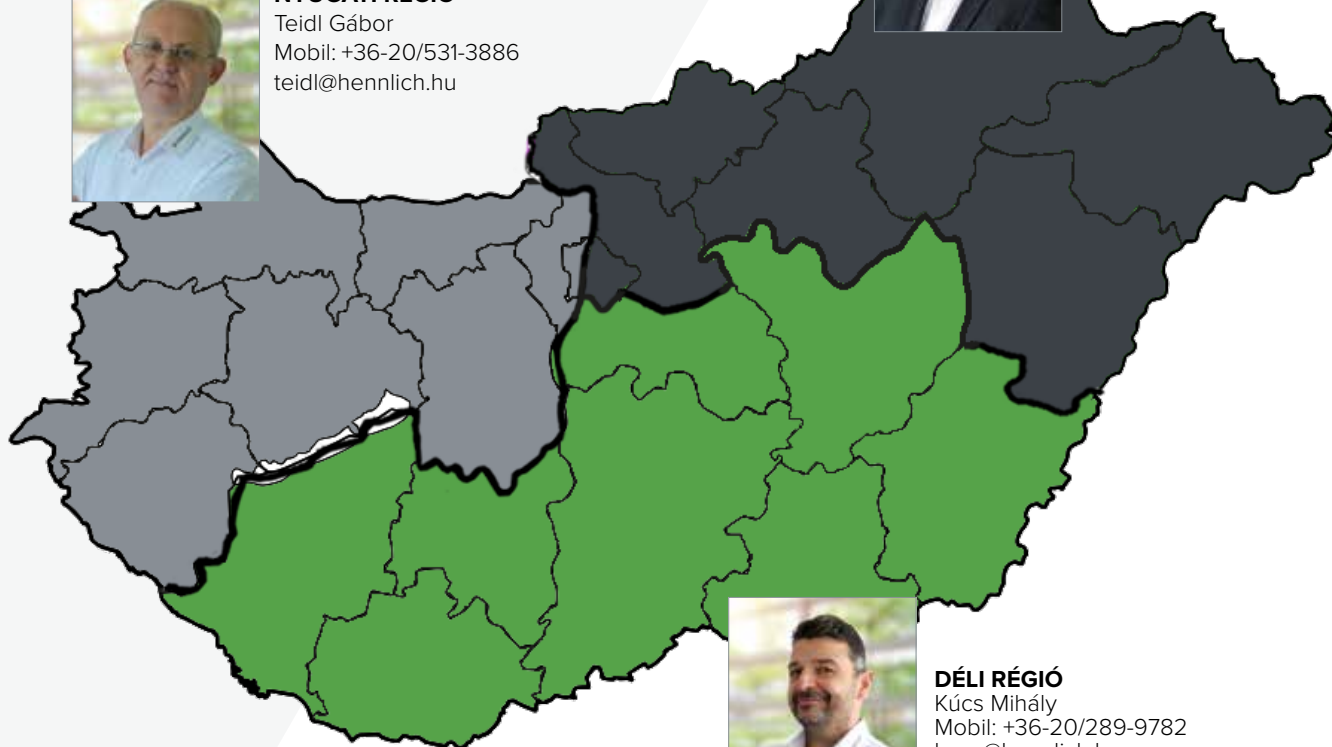 Teidl Gábor
Mobil: +36-20/531-3886
teidl@hennlich.hu
DÉLI RÉGIÓ
Kúcs Mihály
Mobil: +36-20/289-9782